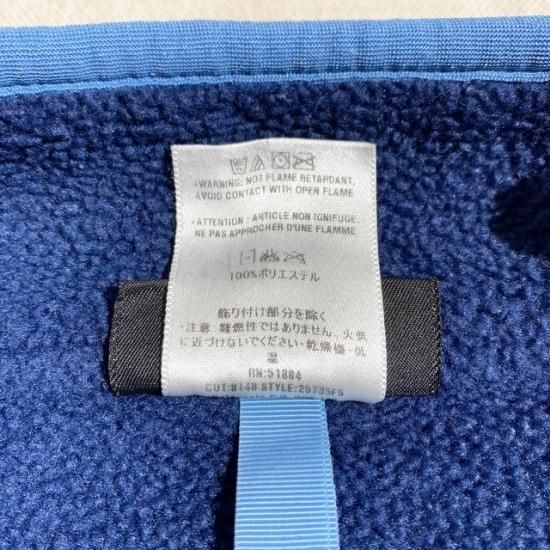 •WARNING: NOT FLAME RETARDANT,
AVOID CONTACT WITH OPEN FLAME
•ATTENTION: ARTICLE NON IGNIFUGE.
NE PAS APPROCHER D'UNE FLAMME
100%ポリエステル
飾り付け部分を除く
・注意:難燃性ではありません。火気
に近づけないでください・乾燥機-低
温
RN:51884
CUT:8148 STYLE:25735F5